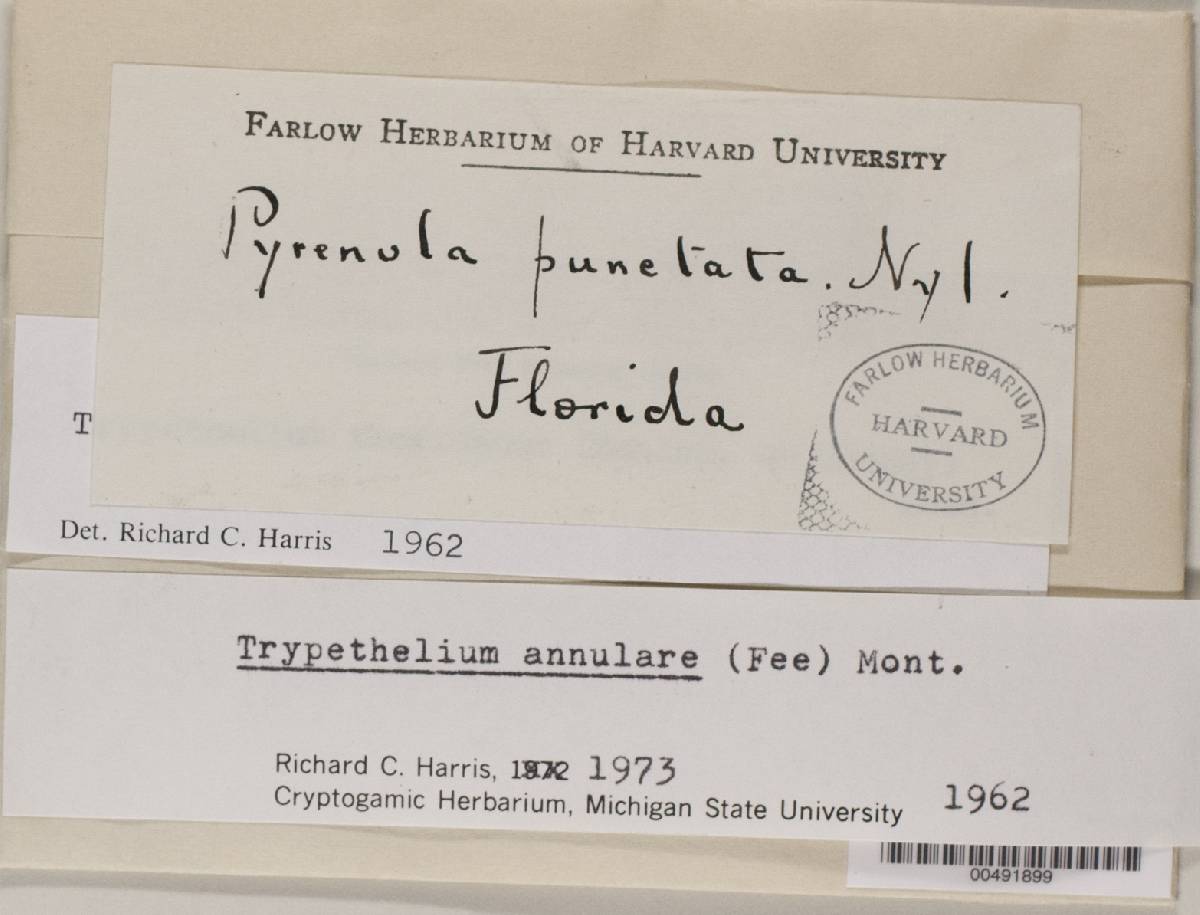 FARLOW HERBARIUM OF HARVARD UNIVERSITY
Pyrenula punctata. Nyl.
Florida
FARLOW HERBARIUM
HARVARD
UNIVERSITY
T
Det. Richard C. Harris 1962
Trypethelium annulare (Fee) Mont.
Richard C. Harris, 1972 1973
Cryptogamic Herbarium, Michigan State University 1962
00491899